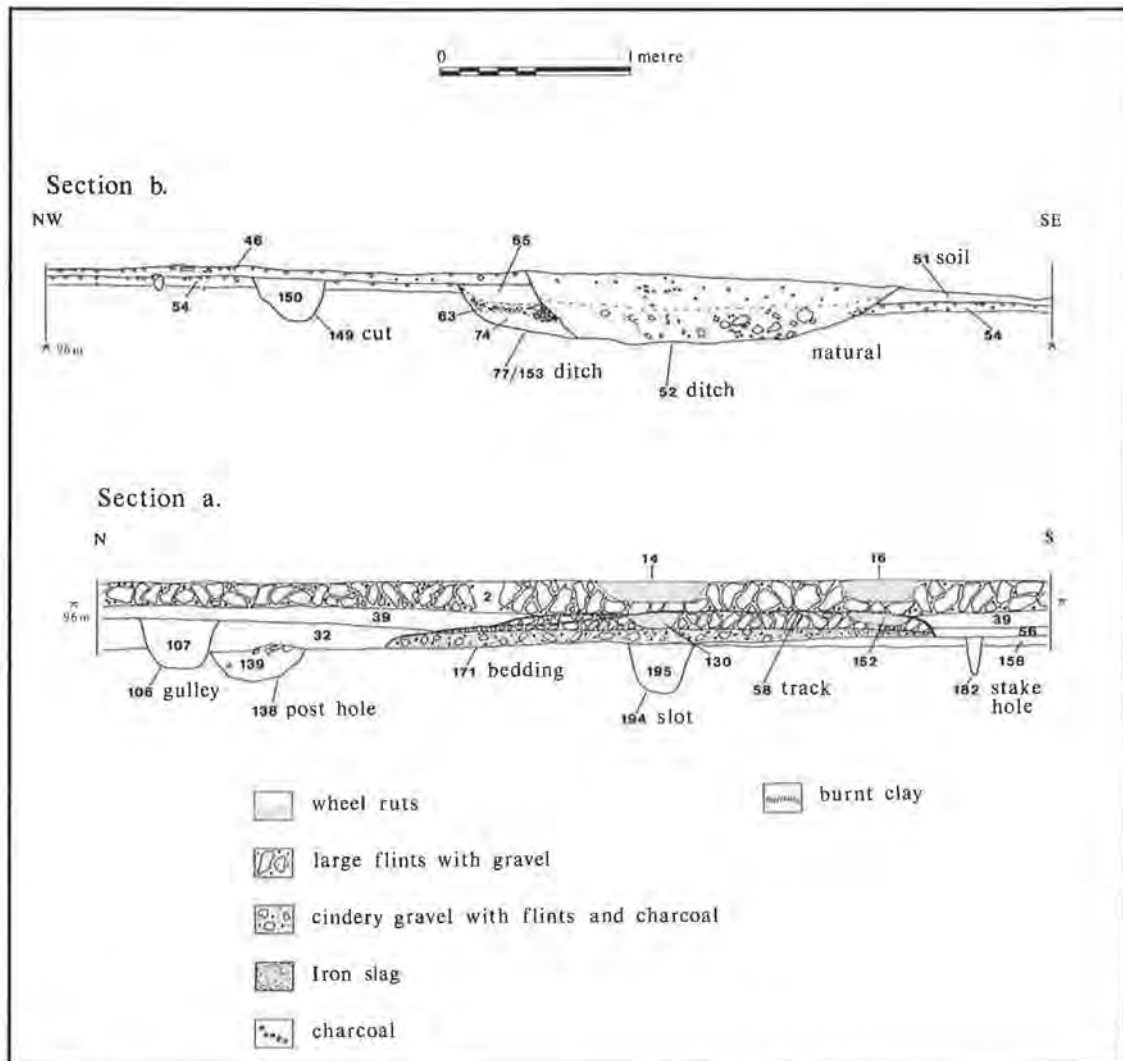 0 1 metre
Section b.
NW SE
46 65 51 soil
150 54 63 74 54
149 cut natural
77/153 ditch
52 ditch
96m
Section a.
N S
14 16
2
96m 39 39
32 56
107 139 195 158
171 bedding 130 152
106 gulley 58 track 182 stake
138 post hole hole
194 slot
wheel ruts burnt clay
large flints with gravel
cindery gravel with flints and charcoal
Iron slag
charcoal